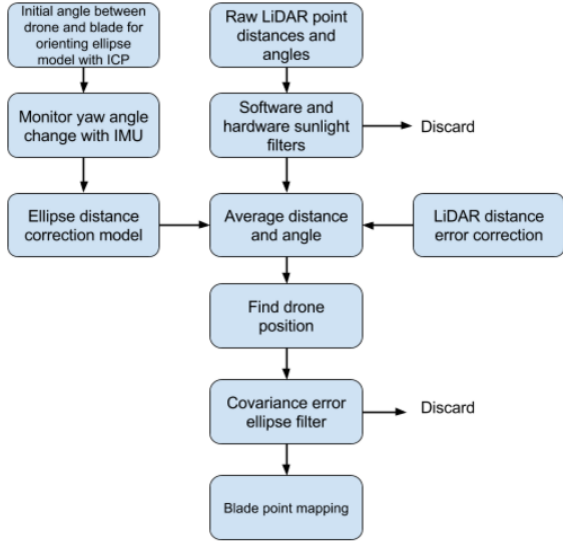 Initial angle between
drone and blade for
orienting ellipse
model with ICP
Raw LiDAR point
distances and
angles
Monitor yaw angle
change with IMU
Software and
hardware sunlight
filters
Discard
Ellipse distance
correction model
Average distance
and angle
LiDAR distance
error correction
Find drone
position
Covariance error
ellipse filter
Discard
Blade point mapping